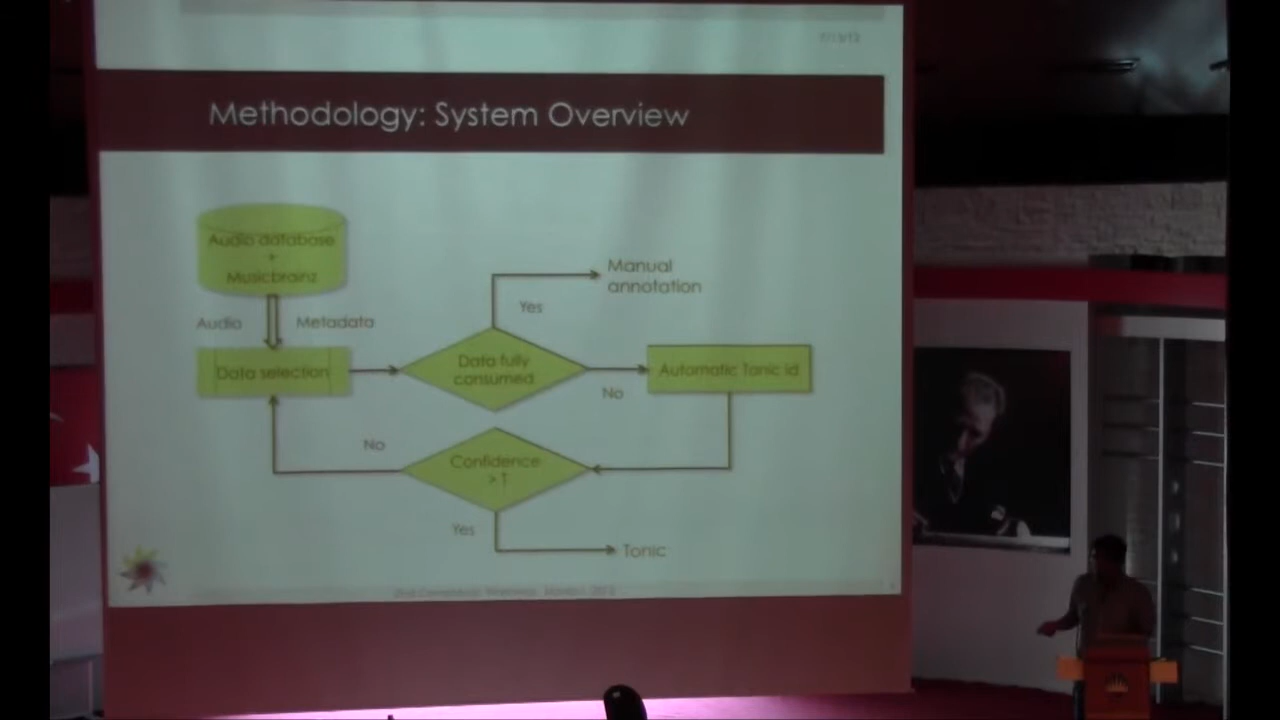 Methodology: System Overview
Audio database
+
Musicbrainz
Audio
Metadata
Data selection
Data fully
consumed
Yes
Manual
annotation
No
Automatic Tonic id
Confidence
> T
No
Yes
Tonic